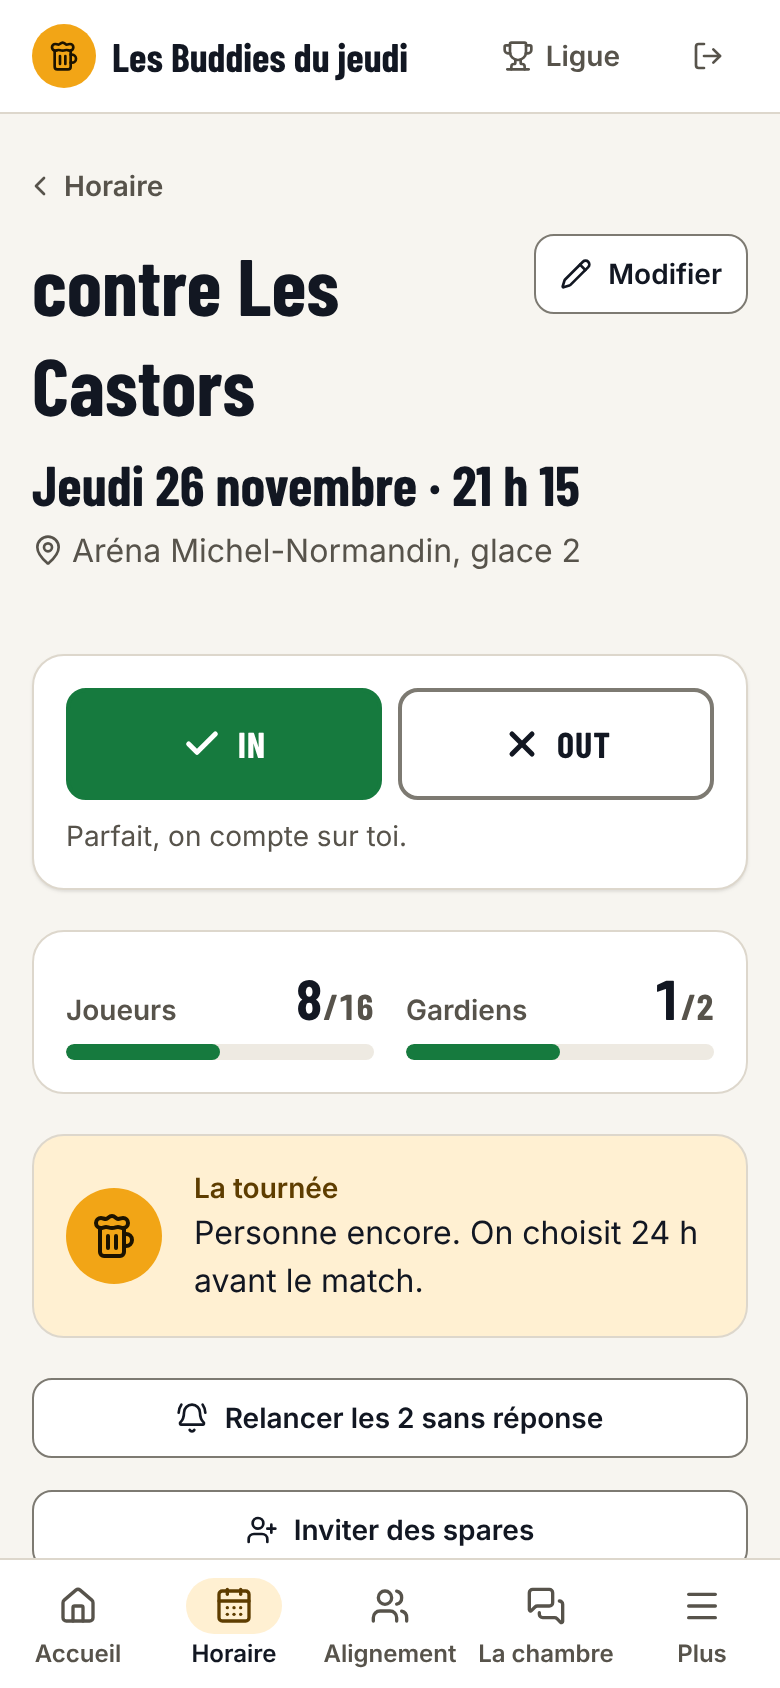 Les Buddies du jeudi
Ligue
Horaire
contre Les
Castors
Modifier
Jeudi 26 novembre · 21 h 15
Aréna Michel-Normandin, glace 2
IN
OUT
Parfait, on compte sur toi.
Joueurs 8/16
Gardiens 1/2
La tournée
Personne encore. On choisit 24 h
avant le match.
Relancer les 2 sans réponse
Inviter des spares
Accueil
Horaire
Alignement
La chambre
Plus